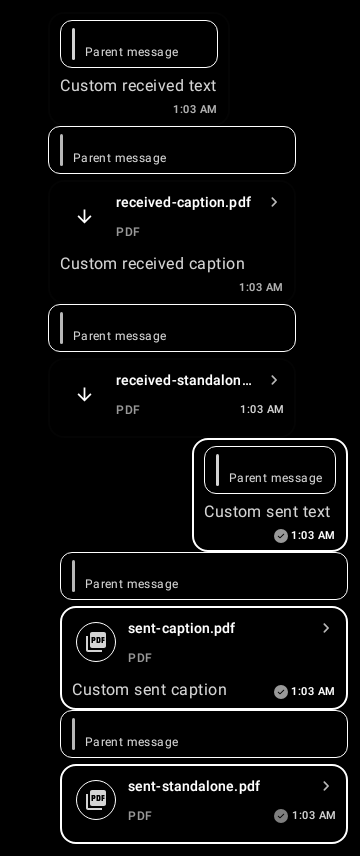 Parent message
Custom received text
1:03 AM
Parent message
received-caption.pdf
PDF
Custom received caption
1:03 AM
Parent message
received-standalon...
PDF 1:03 AM
Parent message
Custom sent text
1:03 AM
Parent message
PDF
sent-caption.pdf
PDF
Custom sent caption 1:03 AM
Parent message
PDF
sent-standalone.pdf
PDF 1:03 AM